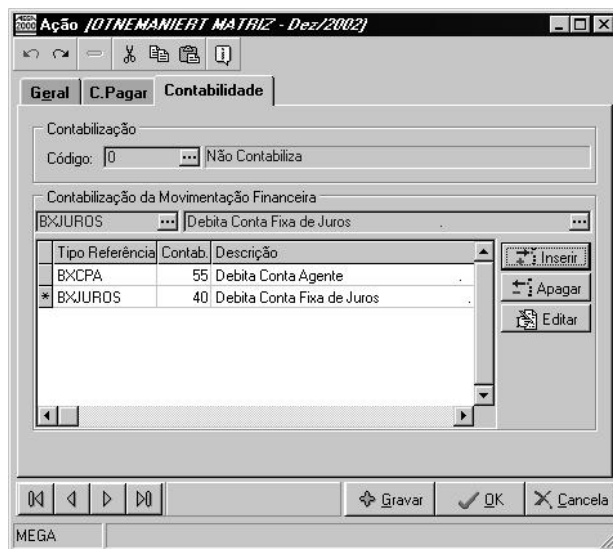 MEGA 2000 Ação [OTNEMANIERT MATRIZ - Dez/2002]
Geral C.Pagar Contabilidade
Contabilização
Código: 0 ... Não Contabiliza
Contabilização da Movimentação Financeira
BXJUROS ... Debita Conta Fixa de Juros . ...
Tipo Referência Contab. Descrição
BXCPA 55 Debita Conta Agente .
* BXJUROS 40 Debita Conta Fixa de Juros .
Inserir
Apagar
Editar
Gravar OK Cancela
MEGA